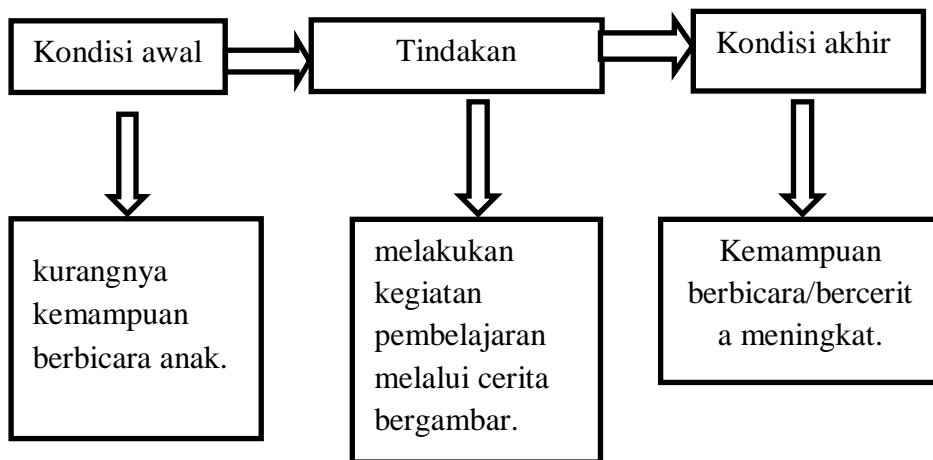 Kondisi awal
Tindakan
Kondisi akhir
kurangnya
kemampuan
berbicara anak.
melakukan
kegiatan
pembelajaran
melalui cerita
bergambar.
Kemampuan
berbicara/bercerit
a meningkat.